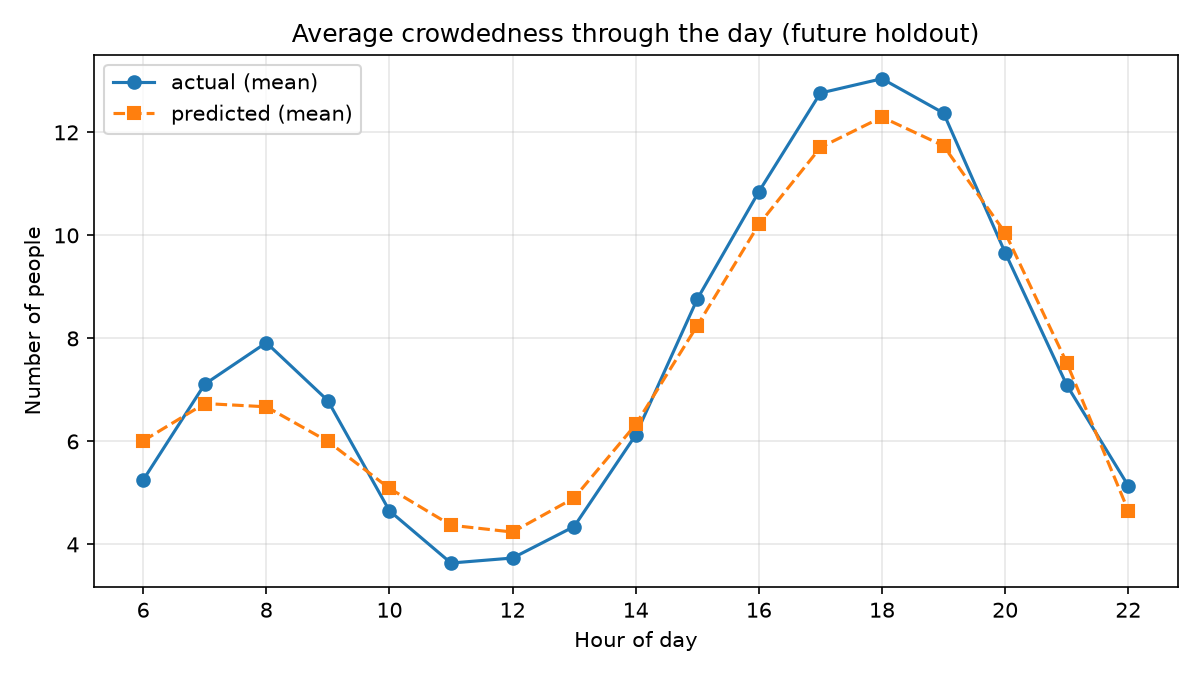 Average crowdedness through the day (future holdout)
actual (mean)
predicted (mean)
Number of people
12
10
8
6
4
6 8 10 12 14 16 18 20 22
Hour of day